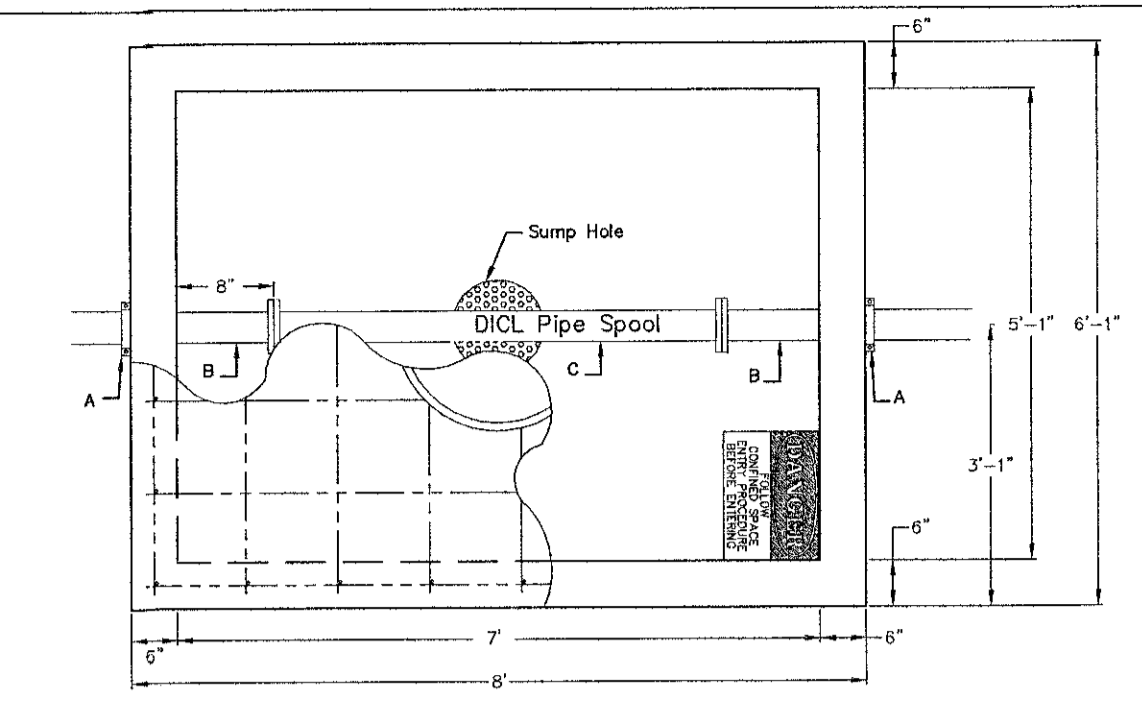 6"
Sump Hole
8"
DICL Pipe Spool
5'-1"
6'-1"
B
C
B
A
A
3'-1"
DANGER
FOLLOW
CONFINED SPACE
ENTRY PROCEDURE
BEFORE ENTERING
6"
7'
6"
6"
8'